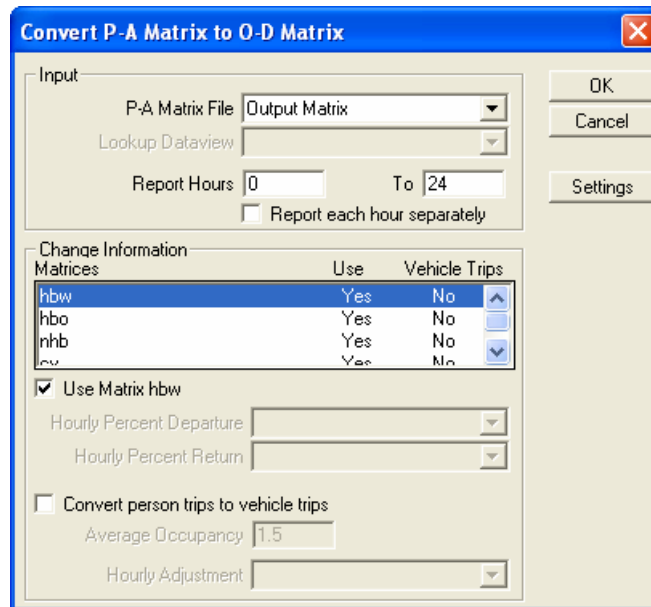 Convert P-A Matrix to O-D Matrix
Input
P-A Matrix File Output Matrix
Lookup Dataview
Report Hours 0 To 24
Report each hour separately
OK
Cancel
Settings
Change Information
Matrices Use Vehicle Trips
hbw Yes No
hbo Yes No
nhb Yes No
Yes No
Use Matrix hbw
Hourly Percent Departure
Hourly Percent Return
Convert person trips to vehicle trips
Average Occupancy 1.5
Hourly Adjustment